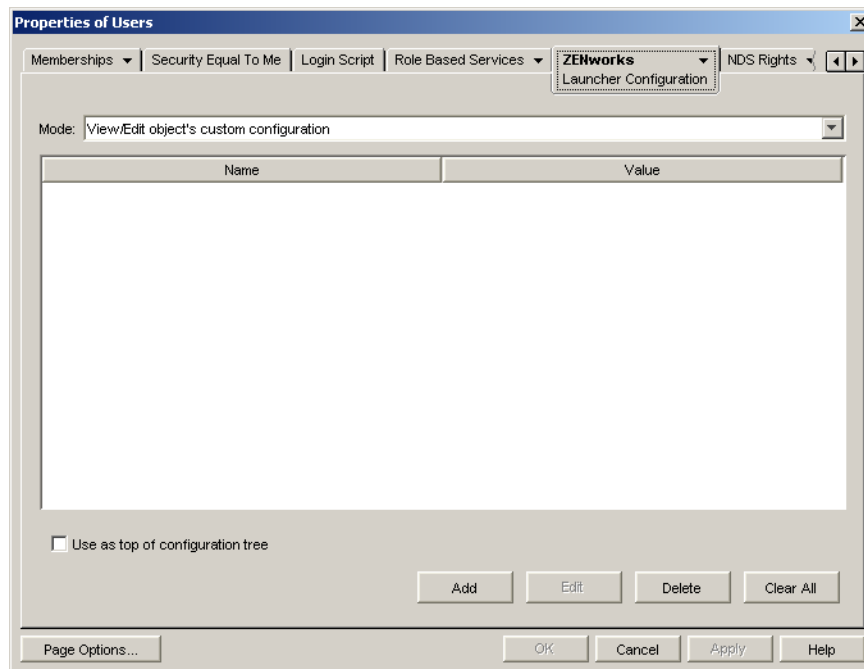 Properties of Users
Memberships
Security Equal To Me
Login Script
Role Based Services
ZENworks
Launcher Configuration
NDS Rights
Mode: View/Edit object's custom configuration
Name Value
Use as top of configuration tree
Add Edit Delete Clear All
Page Options... OK Cancel Apply Help